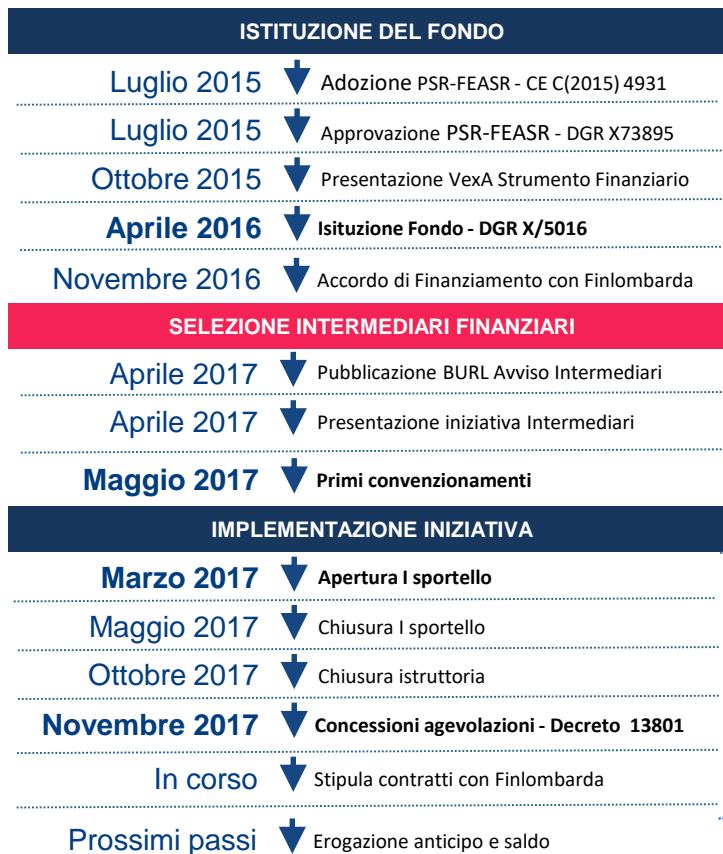 ISTITUZIONE DEL FONDO
Luglio 2015 Adozione PSR-FEASR - CE C(2015) 4931
Luglio 2015 Approvazione PSR-FEASR - DGR X73895
Ottobre 2015 Presentazione VexA Strumento Finanziario
Aprile 2016 Isituzione Fondo - DGR X/5016
Novembre 2016 Accordo di Finanziamento con Finlombarda
SELEZIONE INTERMEDIARI FINANZIARI
Aprile 2017 Pubblicazione BURL Avviso Intermediari
Aprile 2017 Presentazione iniziativa Intermediari
Maggio 2017 Primi convenzionamenti
IMPLEMENTAZIONE INIZIATIVA
Marzo 2017 Apertura I sportello
Maggio 2017 Chiusura I sportello
Ottobre 2017 Chiusura istruttoria
Novembre 2017 Concessioni agevolazioni - Decreto 13801
In corso Stipula contratti con Finlombarda
Prossimi passi Erogazione anticipo e saldo